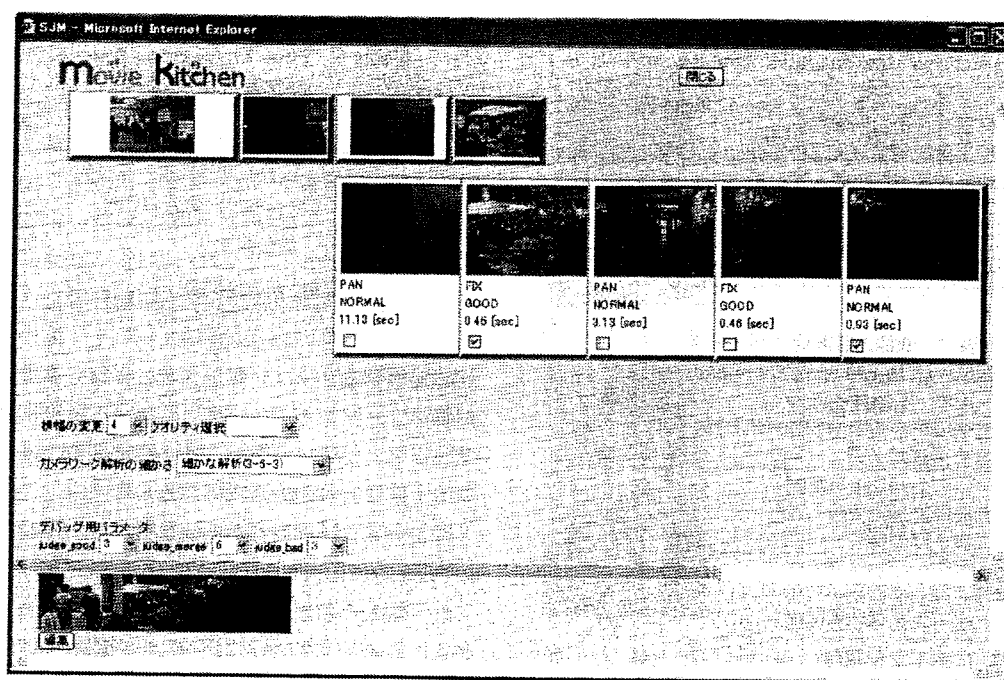 SJM - Microsoft Internet Explorer
Movie Kitchen
閉じる
PAN
NORMAL
11.13 [sec]
FIX
GOOD
0.46 [sec]
PAN
NORMAL
3.13 [sec]
FIX
GOOD
0.46 [sec]
PAN
NORMAL
0.93 [sec]
横幅の変更 4 クオリティ選択
カメラワーク解析の細かさ 細かな解析(3-6-3)
デバッグ用パラメータ
judge_good 3 judge_merge 6 judge_bad 3
編集